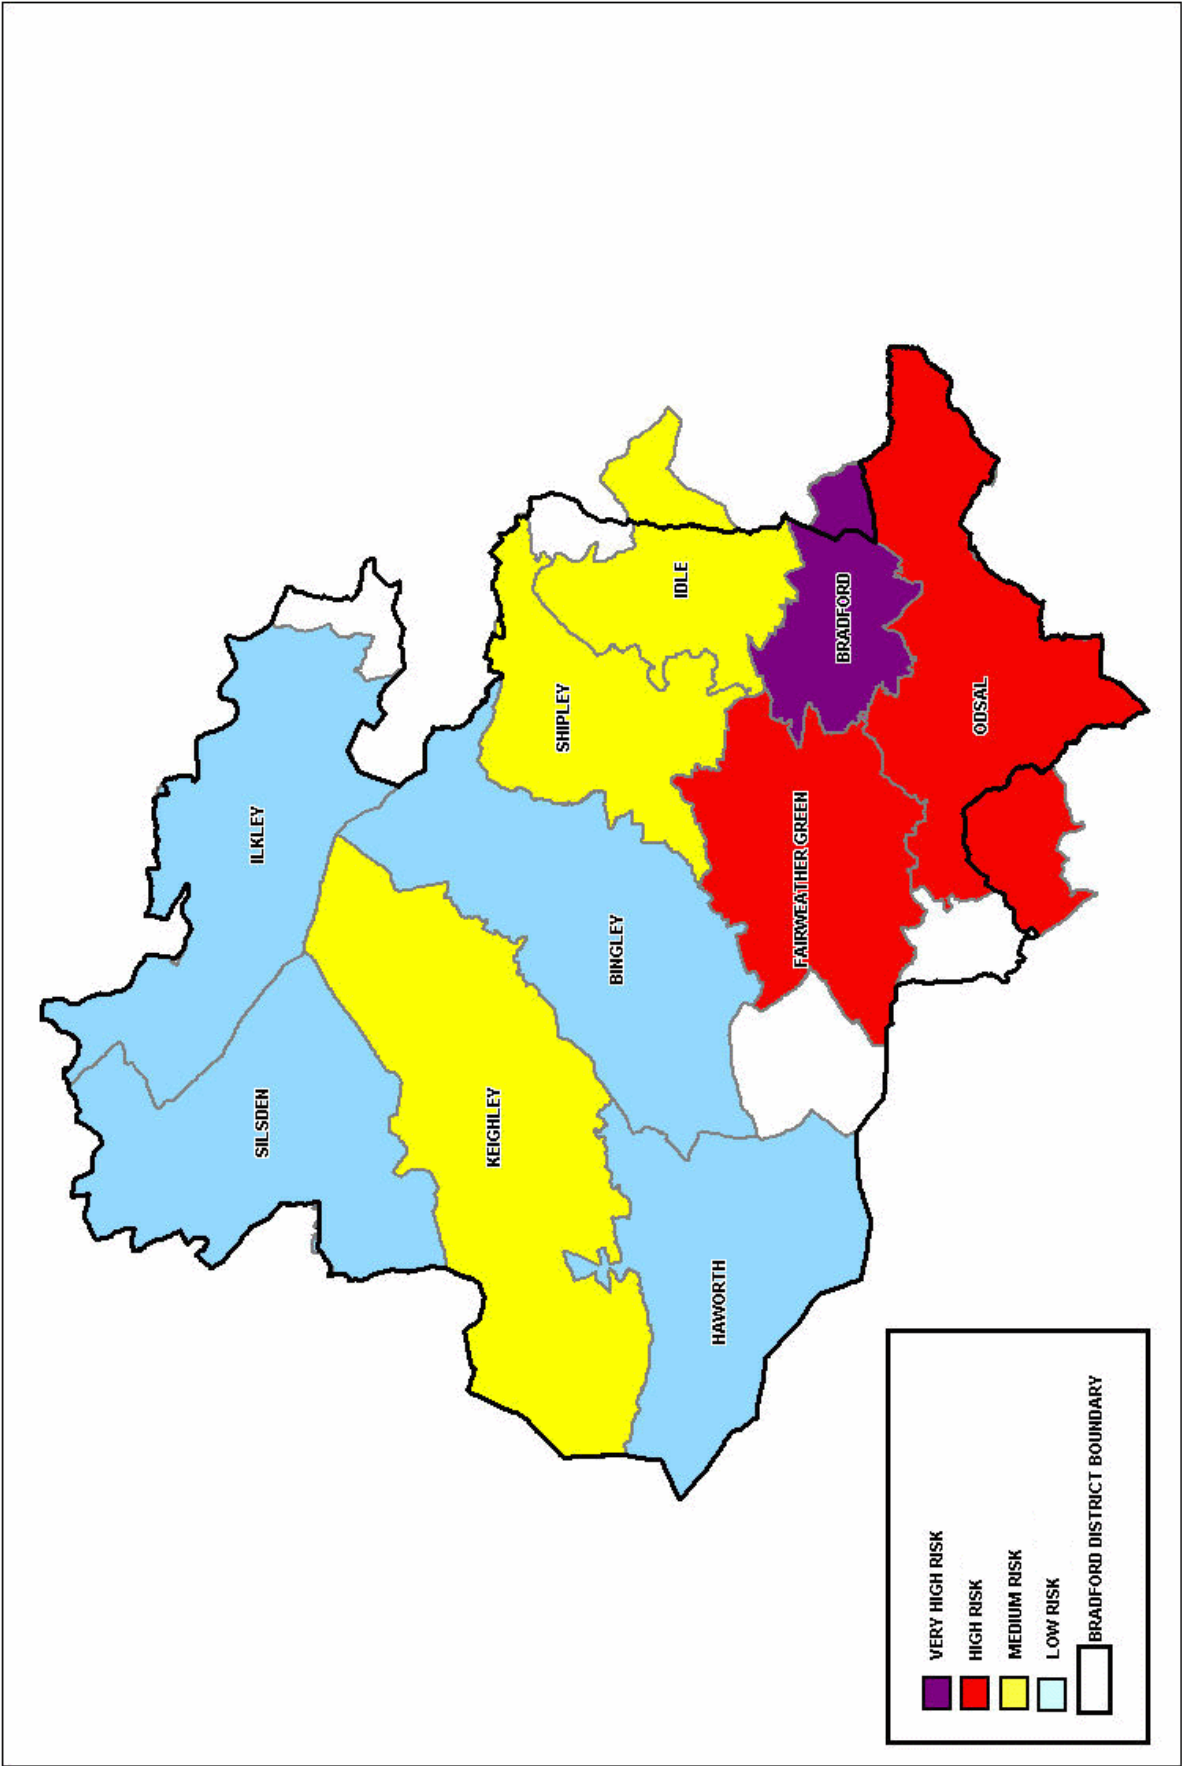 ILKLEY
SILSDEN
KEIGHLEY
BINGLEY
SHIPLEY
IDLE
BRADFORD
FAIRWEATHER GREEN
ODSAL
HAWORTH
VERY HIGH RISK
HIGH RISK
MEDIUM RISK
LOW RISK
BRADFORD DISTRICT BOUNDARY